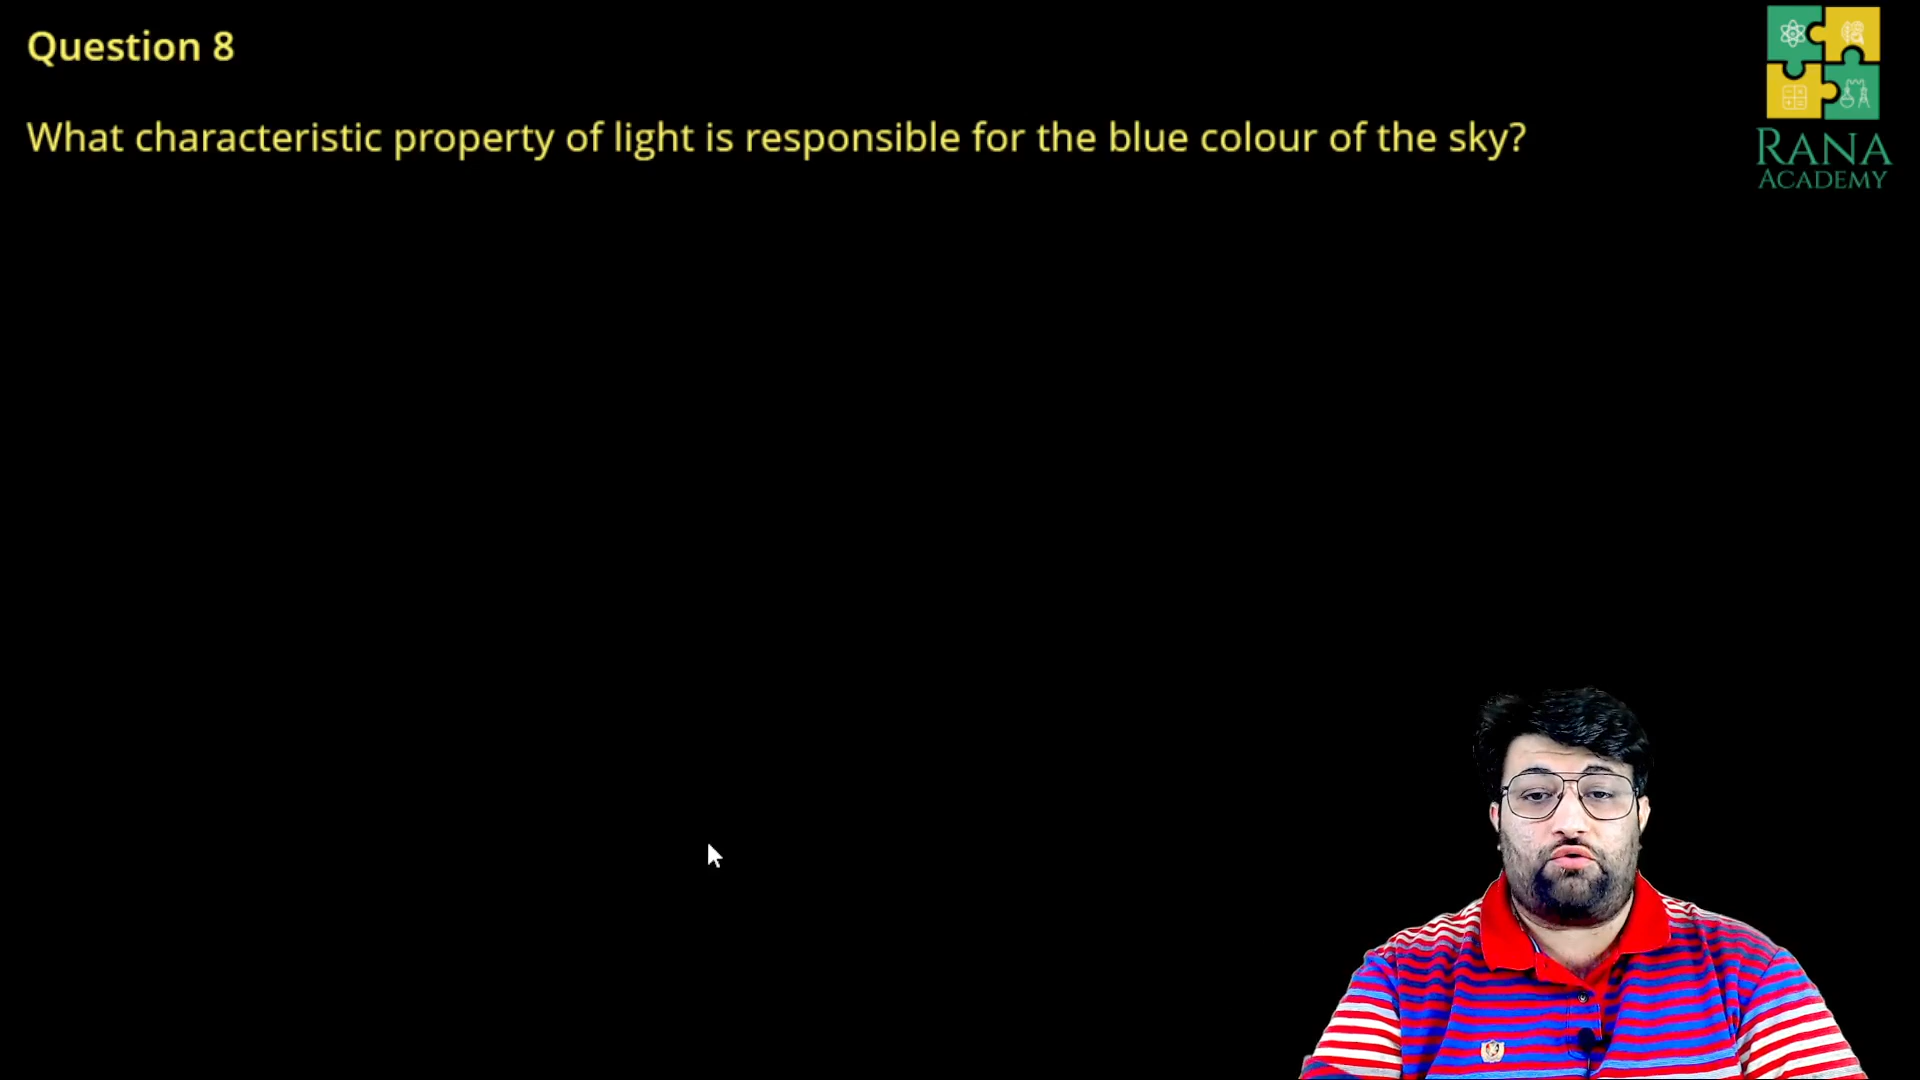 Question 8
What characteristic property of light is responsible for the blue colour of the sky?
RANA
ACADEMY